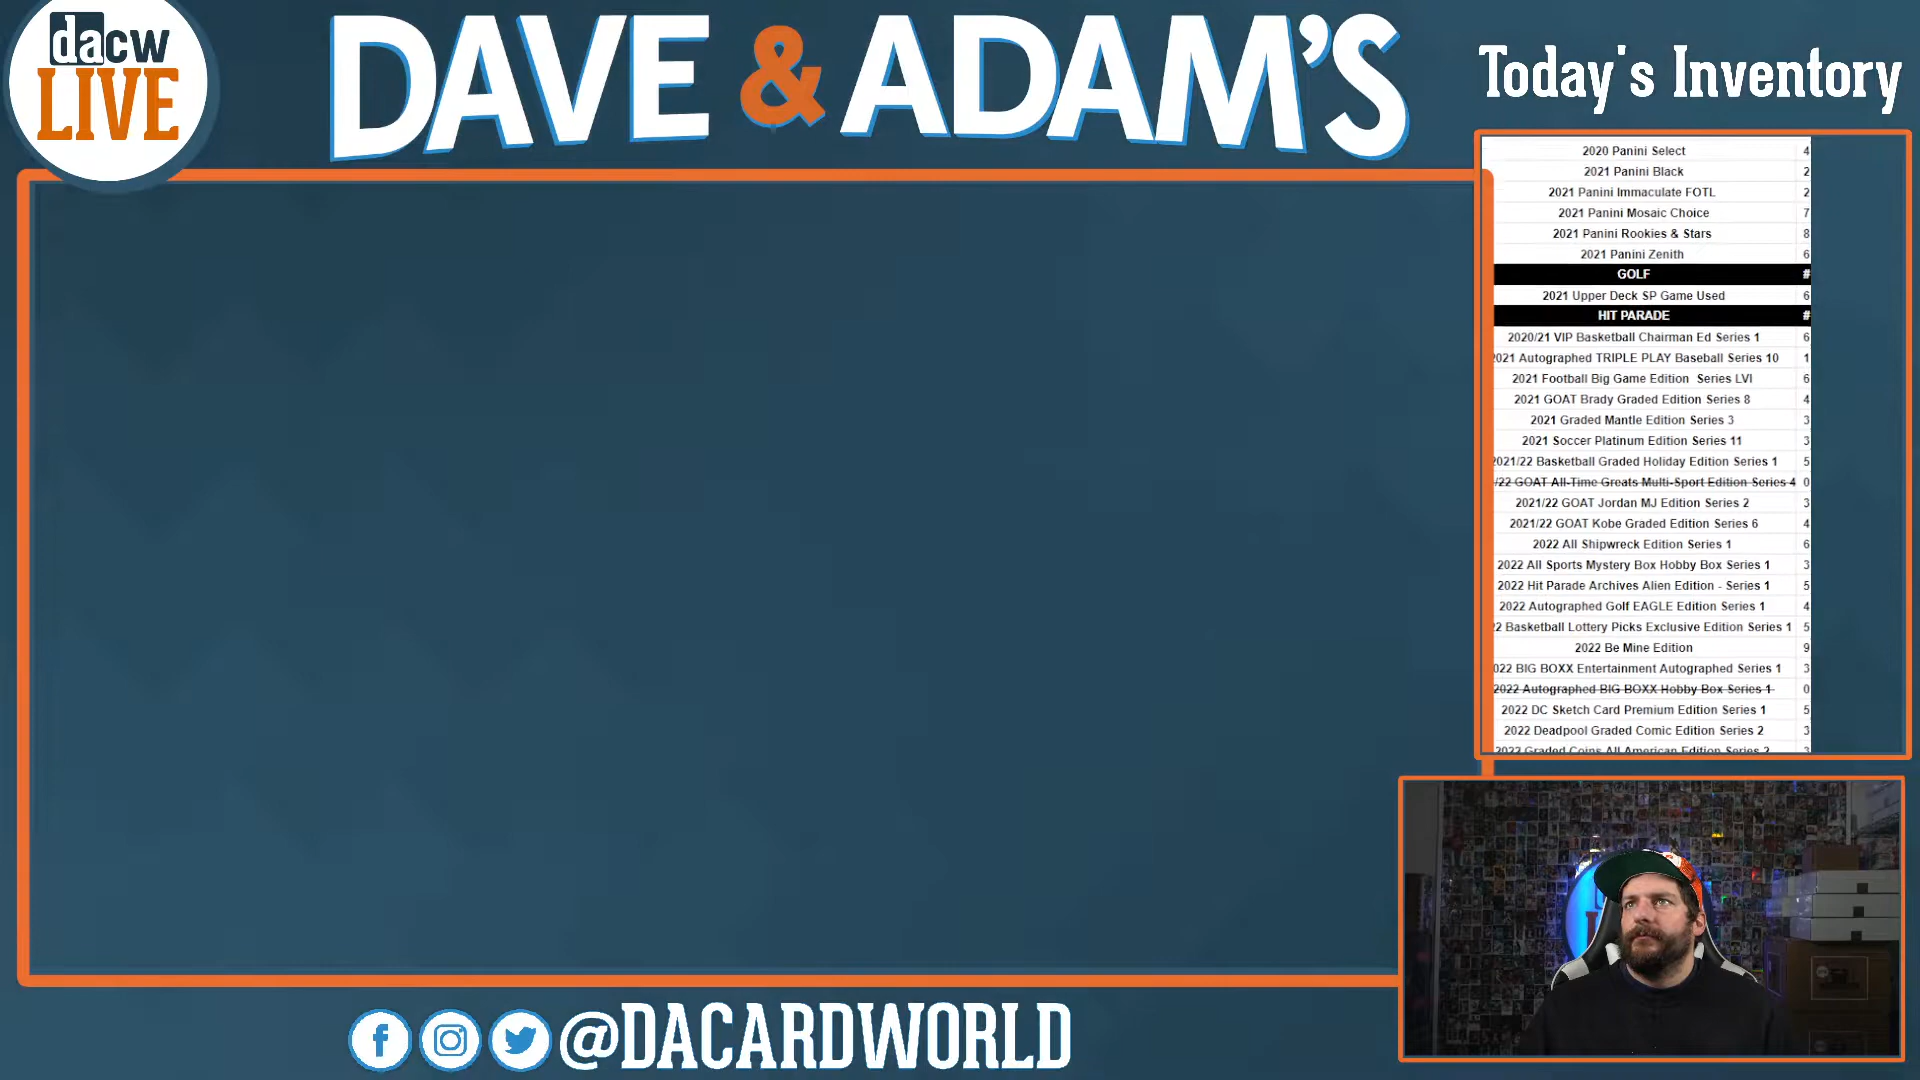 dacw
LIVE
DAVE & ADAM'S
Today's Inventory
2020 Panini Select 4
2021 Panini Black 2
2021 Panini Immaculate FOTL 2
2021 Panini Mosaic Choice 7
2021 Panini Rookies & Stars 8
2021 Panini Zenith 6
GOLF #
2021 Upper Deck SP Game Used 6
HIT PARADE #
2020/21 VIP Basketball Chairman Ed Series 1 6
2021 Autographed TRIPLE PLAY Baseball Series 10 1
2021 Football Big Game Edition Series LVI 6
2021 GOAT Brady Graded Edition Series 8 4
2021 Graded Mantle Edition Series 3 3
2021 Soccer Platinum Edition Series 11 3
2021/22 Basketball Graded Holiday Edition Series 1 5
/22 GOAT All-Time Greats Multi-Sport Edition Series 4 0
2021/22 GOAT Jordan MJ Edition Series 2 3
2021/22 GOAT Kobe Graded Edition Series 6 4
2022 All Shipwreck Edition Series 1 6
2022 All Sports Mystery Box Hobby Box Series 1 3
2022 Hit Parade Archives Alien Edition - Series 1 5
2022 Autographed Golf EAGLE Edition Series 1 4
22 Basketball Lottery Picks Exclusive Edition Series 1 5
2022 Be Mine Edition 9
022 BIG BOXX Entertainment Autographed Series 1 3
2022 Autographed BIG BOXX Hobby Box Series 1 0
2022 DC Sketch Card Premium Edition Series 1 5
2022 Deadpool Graded Comic Edition Series 2 3
2022 Graded Coins All American Edition Series 2 3
@DACARDWORLD